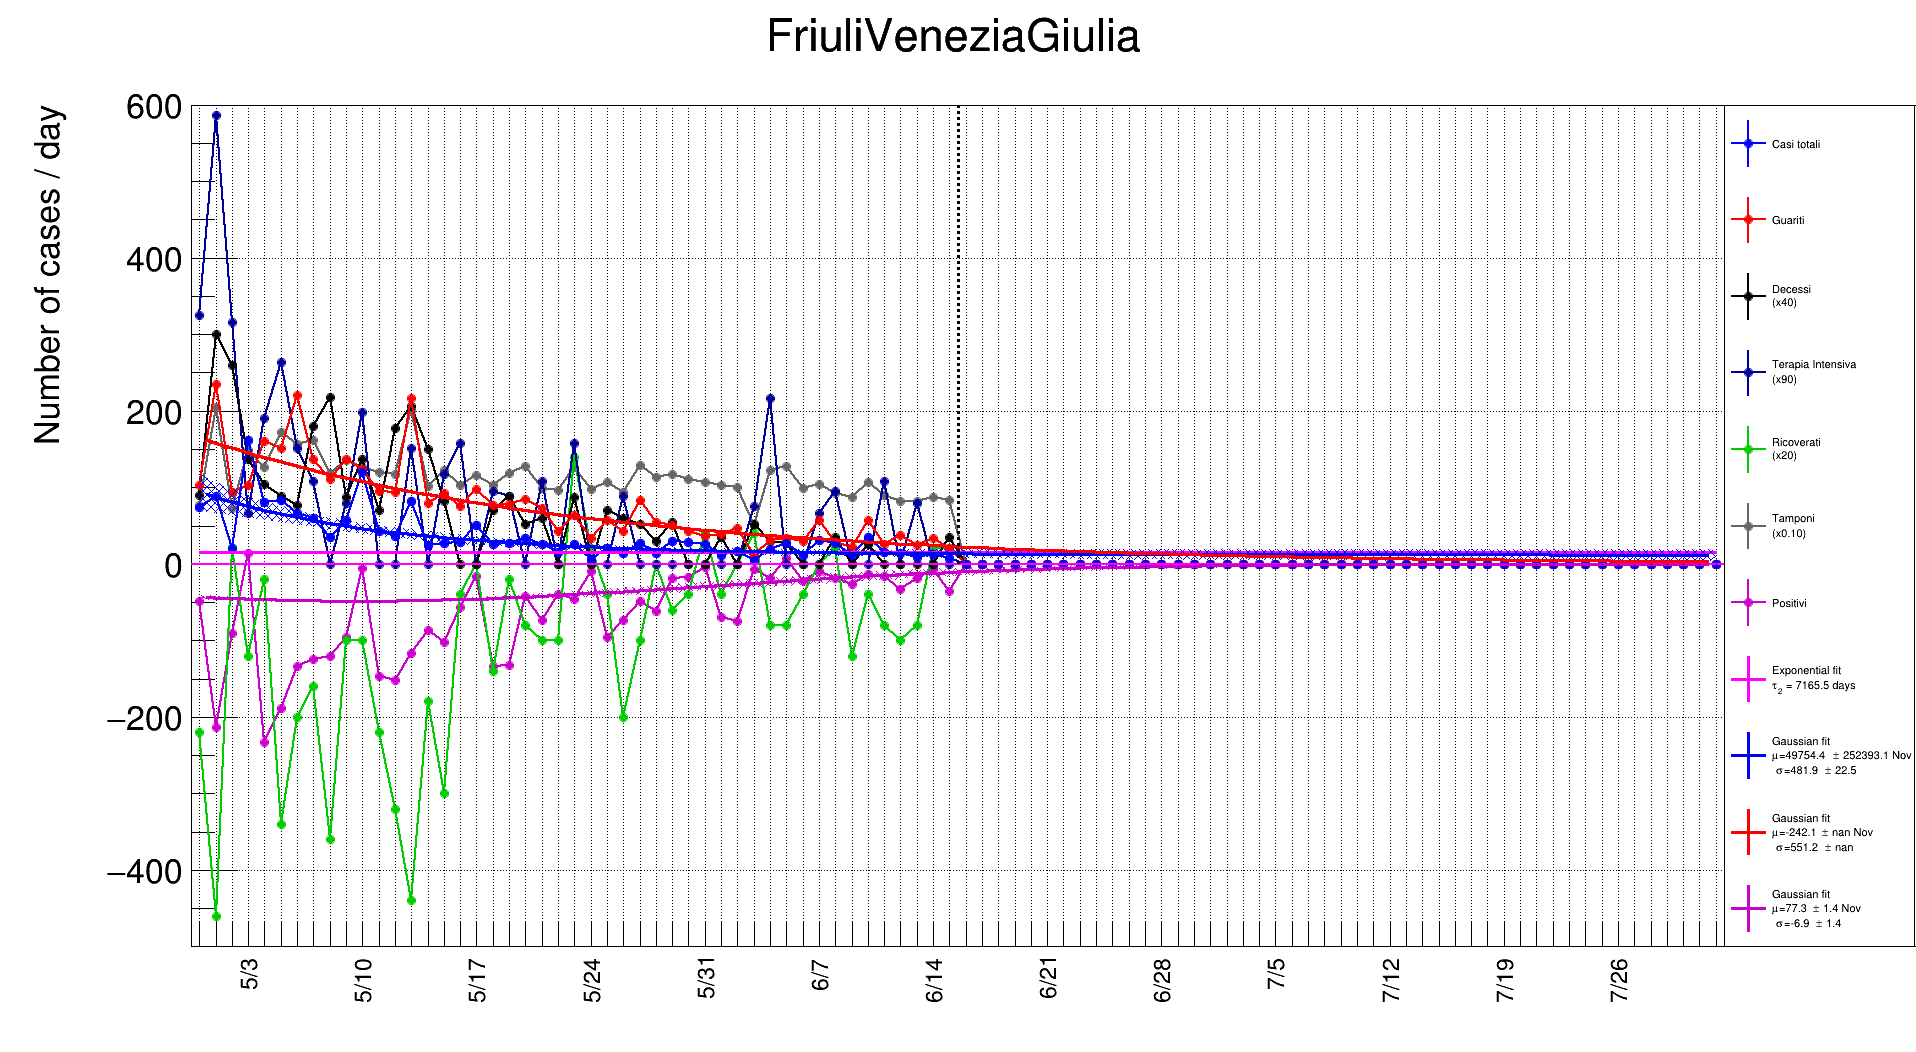 FriuliVeneziaGiulia
Number of cases / day
600
400
200
0
−200
−400
5/3
5/10
5/17
5/24
5/31
6/7
6/14
6/21
6/28
7/5
7/12
7/19
7/26
Casi totali
Guariti
Decessi
(x40)
Terapia Intensiva
(x90)
Ricoverati
(x20)
Tamponi
(x0.10)
Positivi
Exponential fit
τ2 = 7165.5 days
Gaussian fit
μ=49754.4 ± 252393.1 Nov
σ=481.9 ± 22.5
Gaussian fit
μ=-242.1 ± nan Nov
σ=551.2 ± nan
Gaussian fit
μ=77.3 ± 1.4 Nov
σ=-6.9 ± 1.4